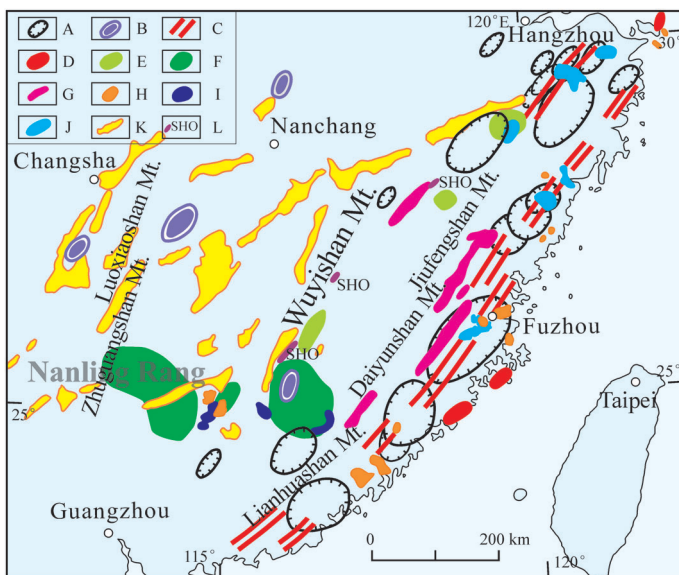 A B C
D E F
G H I
J K SHO L
120°E
30°
Hangzhou
Nanchang
Changsha
SHO
Luoxiaoshan Mt.
Wuyishan Mt.
Jiufengshan Mt.
SHO
Zhuguangshan Mt.
Daiyunshan Mt.
Fuzhou
SHO
Nanling Rang
25°
25°
Taipei
Lianhuashan Mt.
Guangzhou
115°
0 200 km
120°